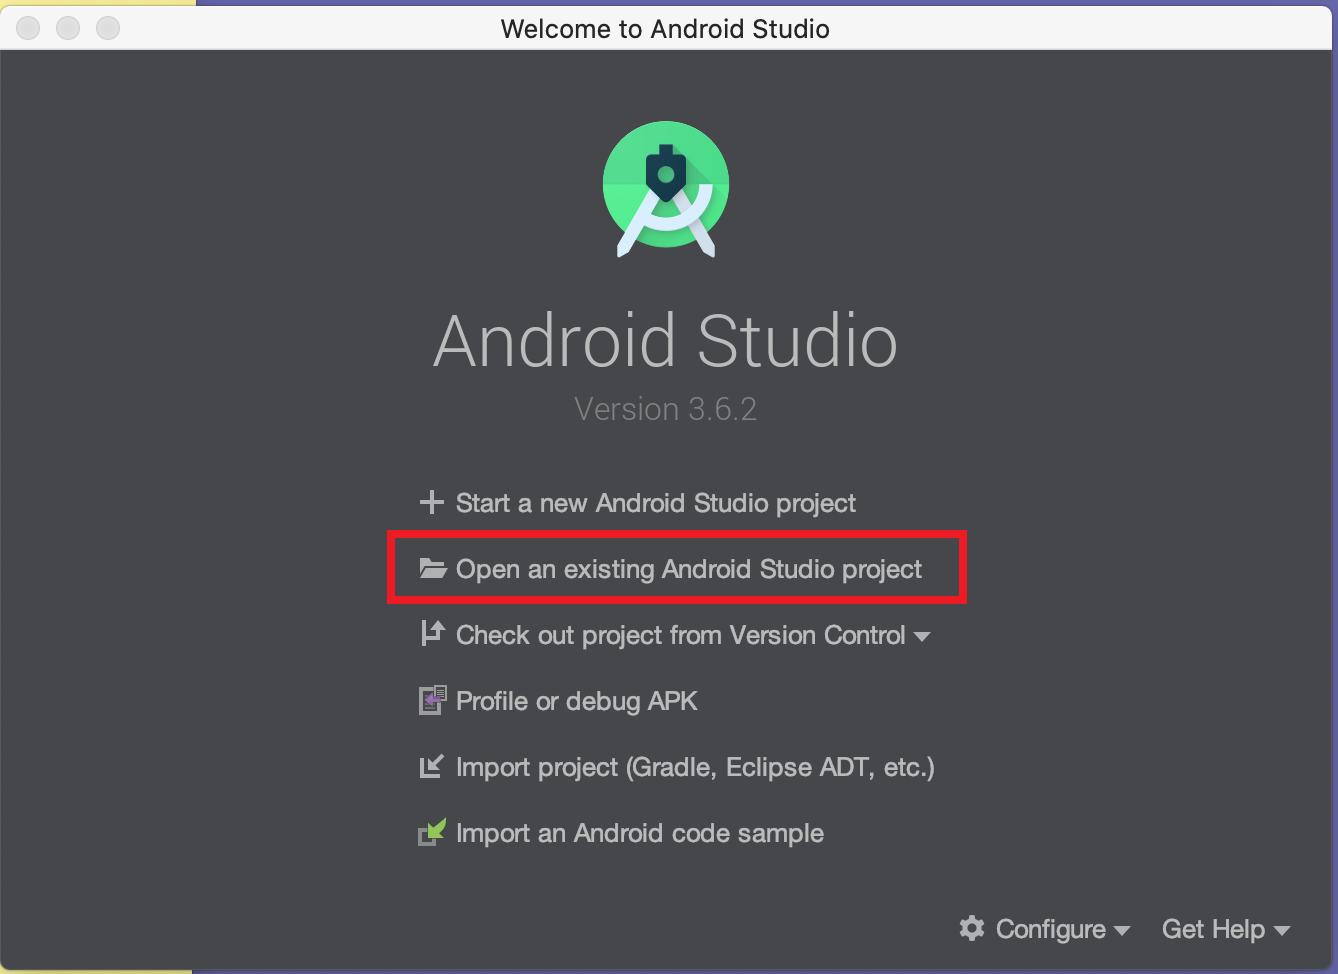 Welcome to Android Studio
Android Studio
Version 3.6.2
Start a new Android Studio project
Open an existing Android Studio project
Check out project from Version Control
Profile or debug APK
Import project (Gradle, Eclipse ADT, etc.)
Import an Android code sample
Configure Get Help